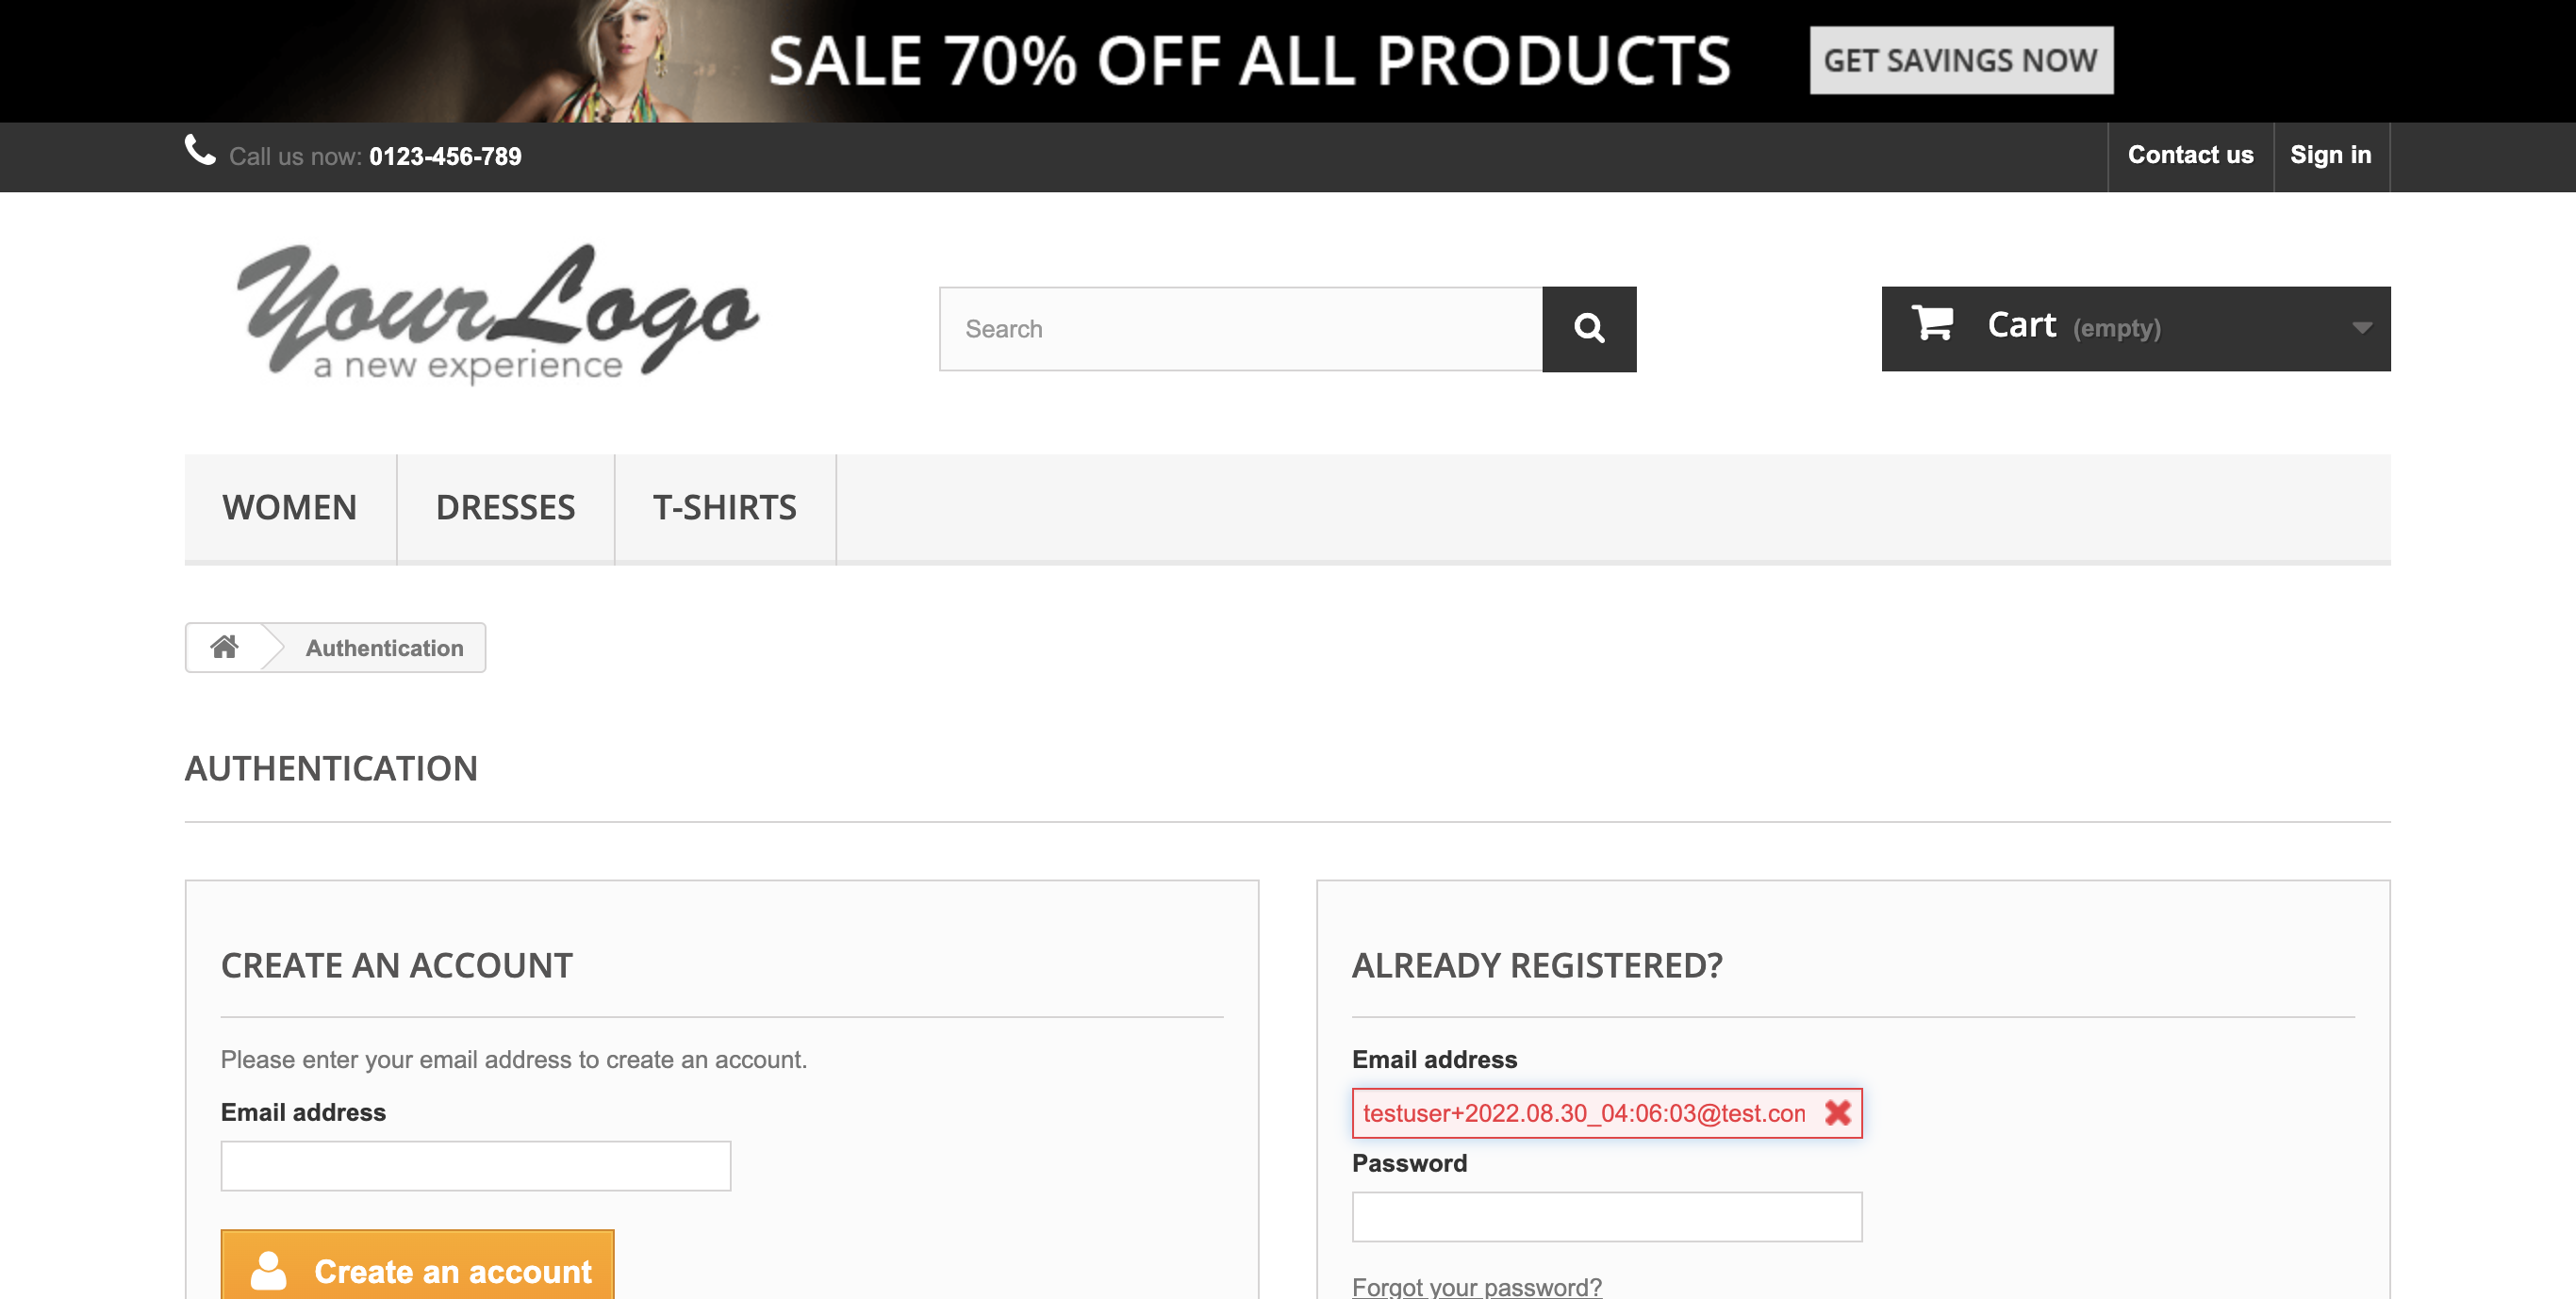 SALE 70% OFF ALL PRODUCTS GET SAVINGS NOW
Call us now: 0123-456-789 Contact us Sign in
YourLogo
a new experience
Search
Cart (empty)
WOMEN DRESSES T-SHIRTS
Authentication
AUTHENTICATION
CREATE AN ACCOUNT
Please enter your email address to create an account.
Email address
Create an account
ALREADY REGISTERED?
Email address
testuser+2022.08.30_04:06:03@test.con
Password
Forgot your password?